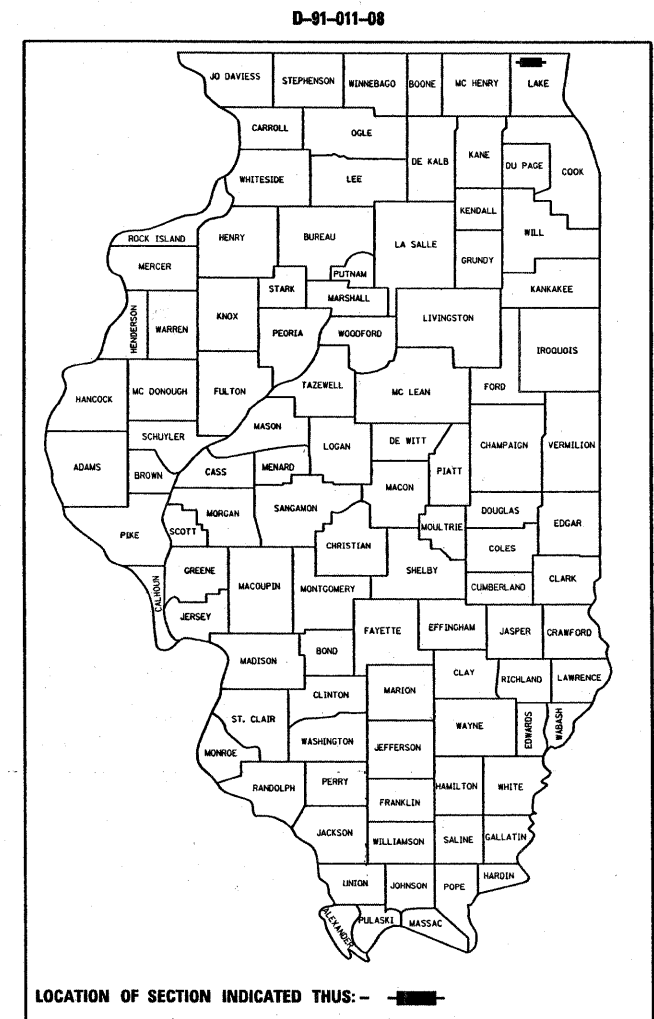 D-91-011-08
JO DAVIESS
STEPHENSON
WINNEBAGO
BOONE
MC HENRY
LAKE
CARROLL
OGLE
DE KALB
KANE
DU PAGE
COOK
WHITESIDE
LEE
KENDALL
WILL
ROCK ISLAND
HENRY
BUREAU
LA SALLE
GRUNDY
MERCER
PUTNAM
KANKAKEE
STARK
MARSHALL
HENDERSON
WARREN
KNOX
PEORIA
WOODFORD
LIVINGSTON
IROQUOIS
HANCOCK
MC DONOUGH
FULTON
TAZEWELL
MC LEAN
FORD
SCHUYLER
MASON
LOGAN
DE WITT
CHAMPAIGN
VERMILION
ADAMS
BROWN
CASS
MENARD
MACON
PIATT
PIKE
SCOTT
MORGAN
SANGAMON
CHRISTIAN
MOULTRIE
DOUGLAS
EDGAR
COLES
CALHOUN
GREENE
MACOUPIN
MONTGOMERY
SHELBY
CUMBERLAND
CLARK
JERSEY
FAYETTE
EFFINGHAM
JASPER
CRAWFORD
MADISON
BOND
CLAY
RICHLAND
LAWRENCE
CLINTON
MARION
ST. CLAIR
WAYNE
EDWARDS
WABASH
MONROE
WASHINGTON
JEFFERSON
RANDOLPH
PERRY
HAMILTON
WHITE
FRANKLIN
JACKSON
WILLIAMSON
SALINE
GALLATIN
UNION
JOHNSON
POPE
HARDIN
ALEXANDER
PULASKI
MASSAC
LOCATION OF SECTION INDICATED THUS: -